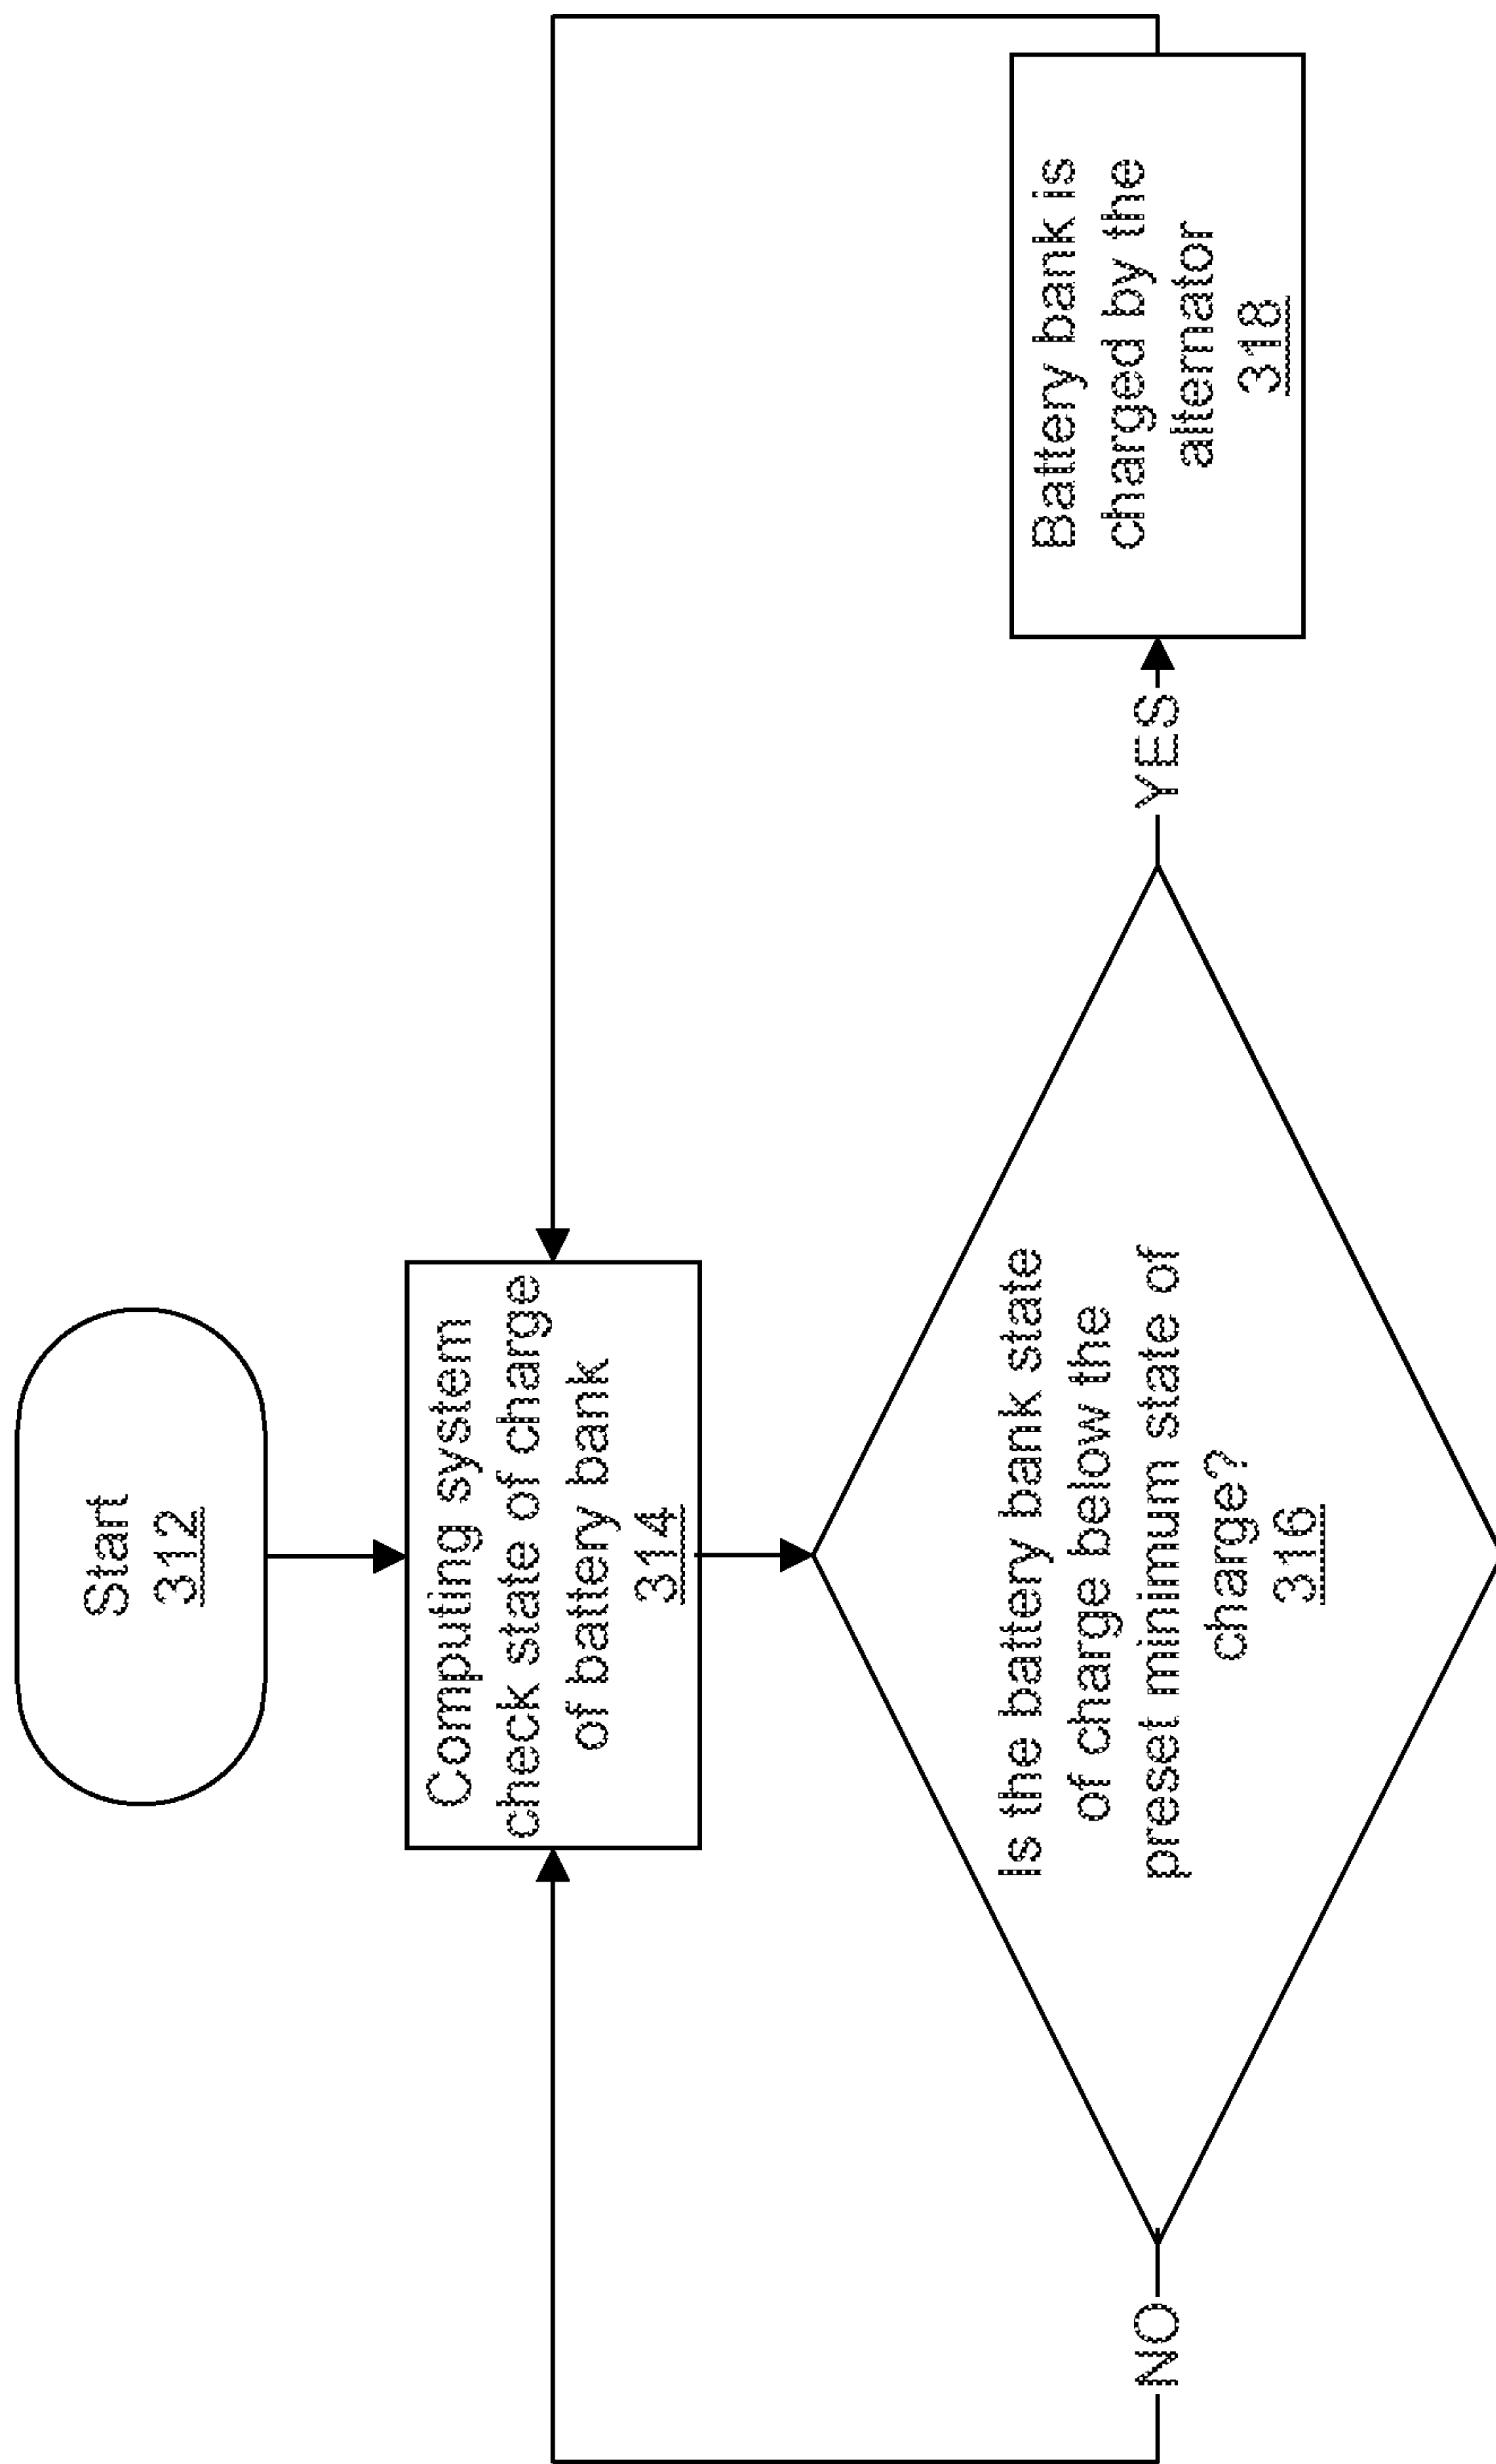 Start
312
Computing system
check state of charge
of battery bank
314
Is the battery bank state
of charge below the
preset minimum state of
charge?
316
NO
YES
Battery bank is
charged by the
alternator
318